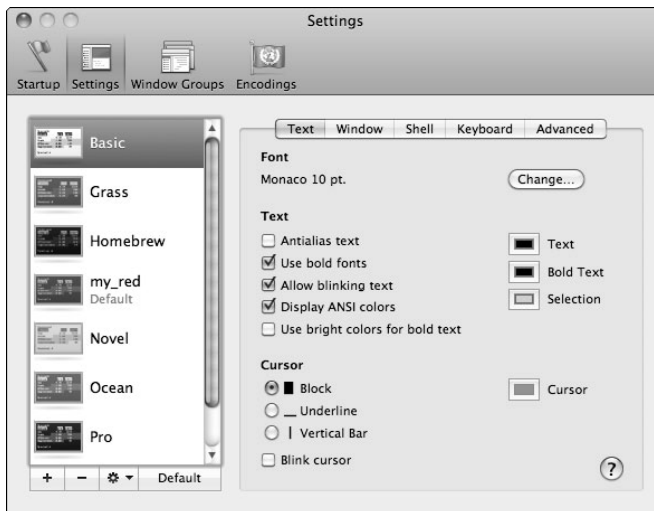 Settings
Startup Settings Window Groups Encodings
Basic
Grass
Homebrew
my_red
Default
Novel
Ocean
Pro
+ − Default
Text Window Shell Keyboard Advanced
Font
Monaco 10 pt. Change...
Text
Antialias text
Use bold fonts
Allow blinking text
Display ANSI colors
Use bright colors for bold text
Text
Bold Text
Selection
Cursor
Block
Underline
Vertical Bar
Blink cursor
Cursor
?